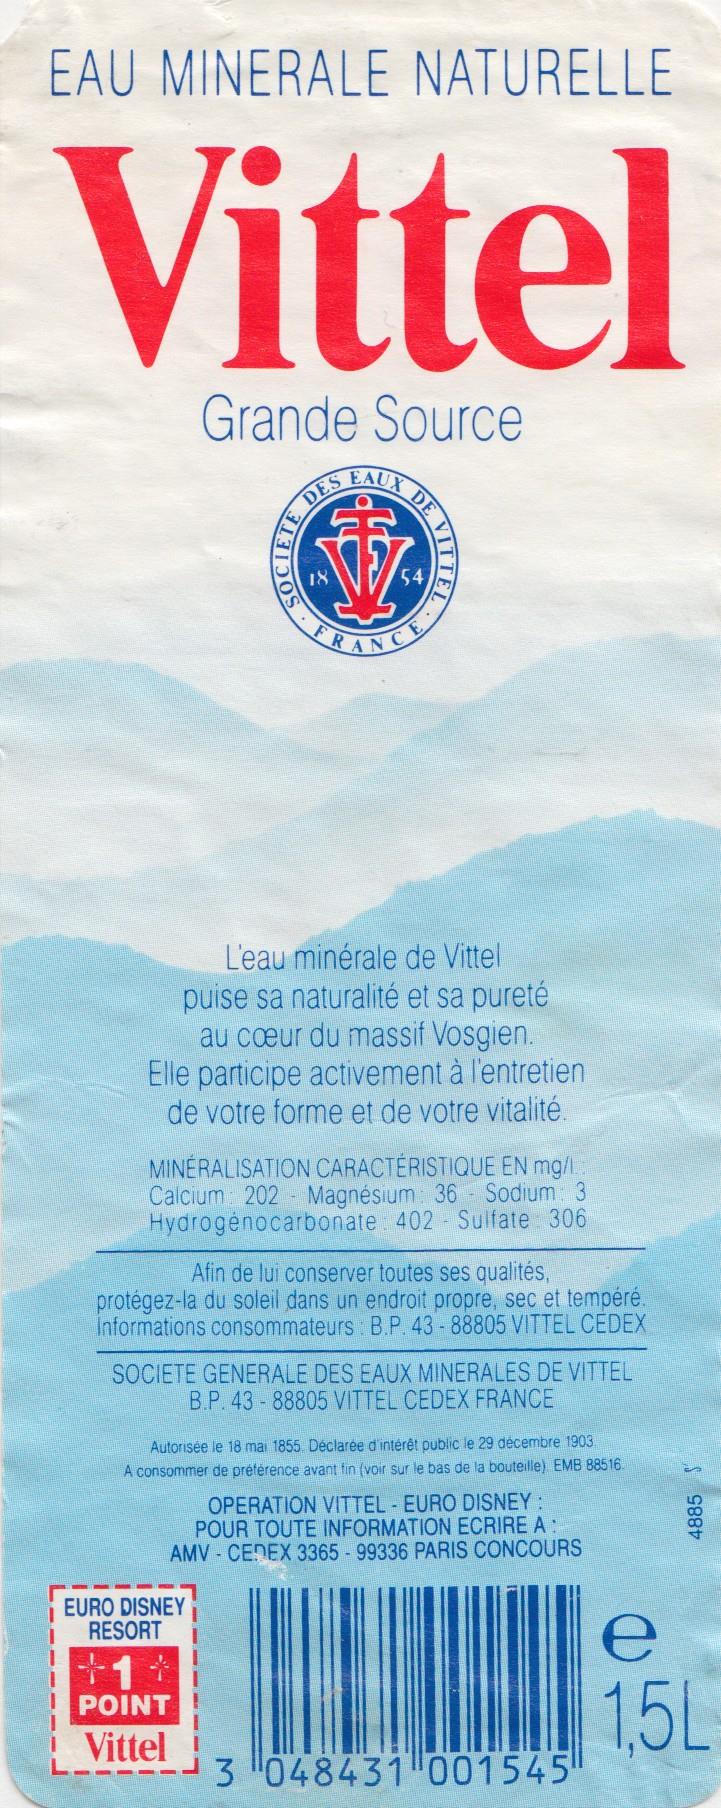 EAU MINERALE NATURELLE
Vittel
Grande Source
SOCIETE DES EAUX DE VITTEL
18 54
· FRANCE ·
L'eau minérale de Vittel
puise sa naturalité et sa pureté
au cœur du massif Vosgien.
Elle participe activement à l'entretien
de votre forme et de votre vitalité.
MINÉRALISATION CARACTÉRISTIQUE EN mg/l :
Calcium : 202 - Magnésium : 36 - Sodium : 3
Hydrogénocarbonate : 402 - Sulfate : 306
Afin de lui conserver toutes ses qualités,
protégez-la du soleil dans un endroit propre, sec et tempéré.
Informations consommateurs : B.P. 43 - 88805 VITTEL CEDEX
SOCIETE GENERALE DES EAUX MINERALES DE VITTEL
B.P. 43 - 88805 VITTEL CEDEX FRANCE
Autorisée le 18 mai 1855. Déclarée d'intérêt public le 29 décembre 1903.
A consommer de préférence avant fin (voir sur le bas de la bouteille). EMB 88516.
4885
OPERATION VITTEL - EURO DISNEY :
POUR TOUTE INFORMATION ECRIRE A :
AMV - CEDEX 3365 - 99336 PARIS CONCOURS
EURO DISNEY
RESORT
1
POINT
Vittel
3 048431 001545
e
1,5L